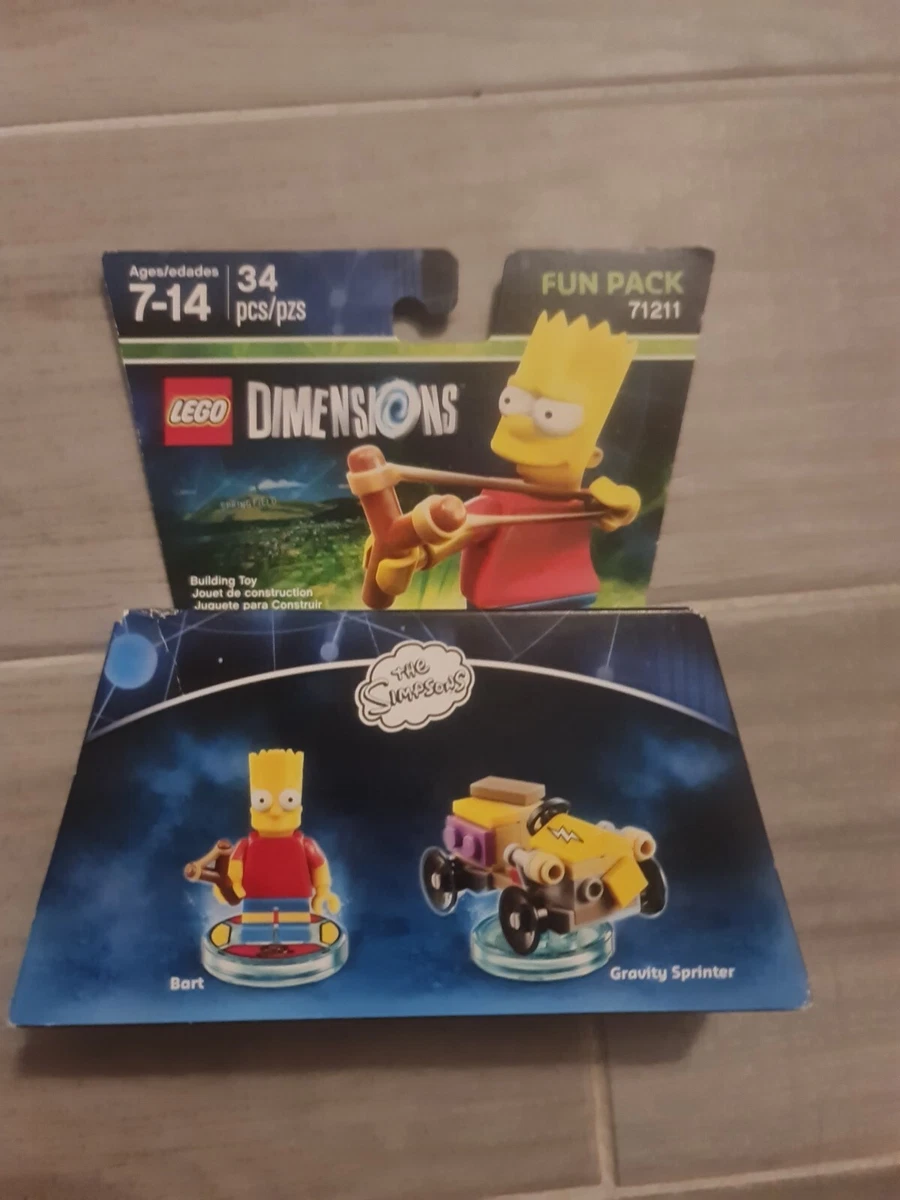 Ages/edades
7-14
34
pcs/pzs
FUN PACK
71211
LEGO
DIMENSIONS
SPRINGFIELD
Building Toy
Jouet de construction
Juguete para Construir
THE
SIMPSONS
Bart
Gravity Sprinter